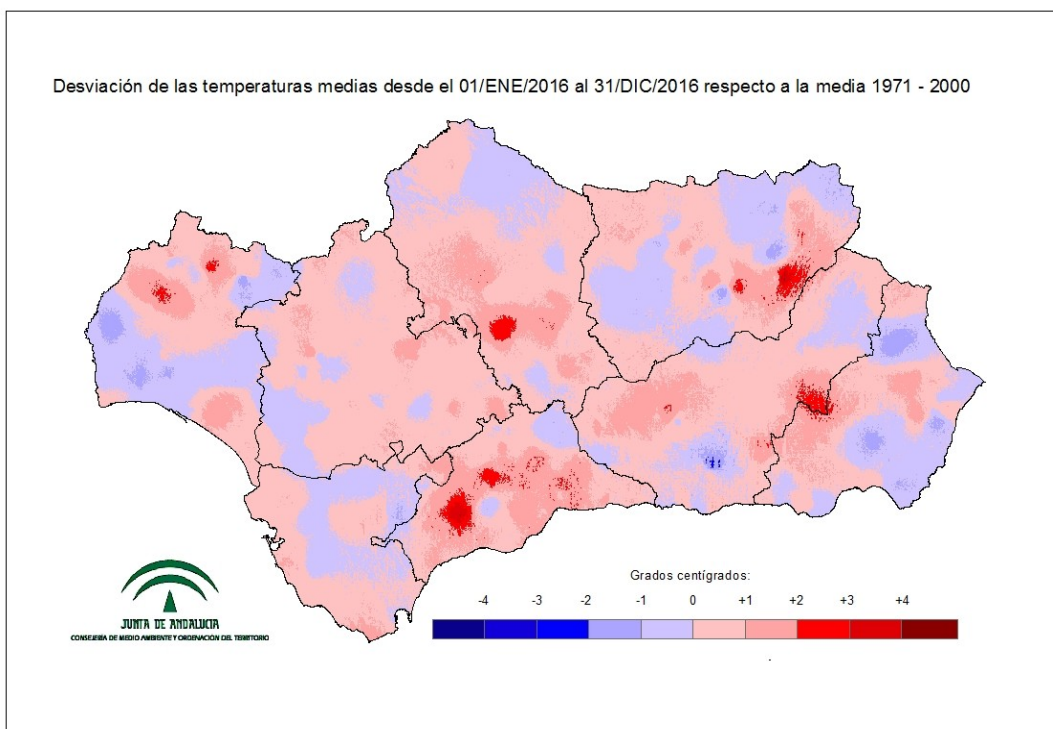 Desviación de las temperaturas medias desde el 01/ENE/2016 al 31/DIC/2016 respecto a la media 1971 - 2000
Grados centígrados:
-4 -3 -2 -1 0 +1 +2 +3 +4
JUNTA DE ANDALUCIA
CONSEJERIA DE MEDIO AMBIENTE Y ORDENACION DEL TERRITORIO